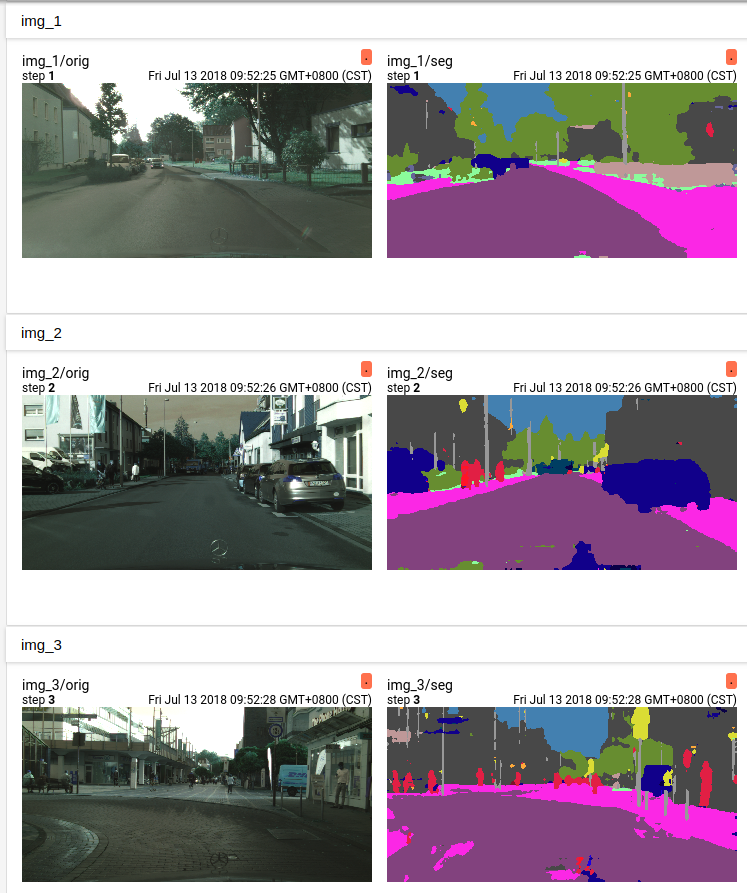 img_1
img_1/orig
step 1 Fri Jul 13 2018 09:52:25 GMT+0800 (CST)
img_1/seg
step 1 Fri Jul 13 2018 09:52:25 GMT+0800 (CST)
img_2
img_2/orig
step 2 Fri Jul 13 2018 09:52:26 GMT+0800 (CST)
img_2/seg
step 2 Fri Jul 13 2018 09:52:26 GMT+0800 (CST)
img_3
img_3/orig
step 3 Fri Jul 13 2018 09:52:28 GMT+0800 (CST)
img_3/seg
step 3 Fri Jul 13 2018 09:52:28 GMT+0800 (CST)